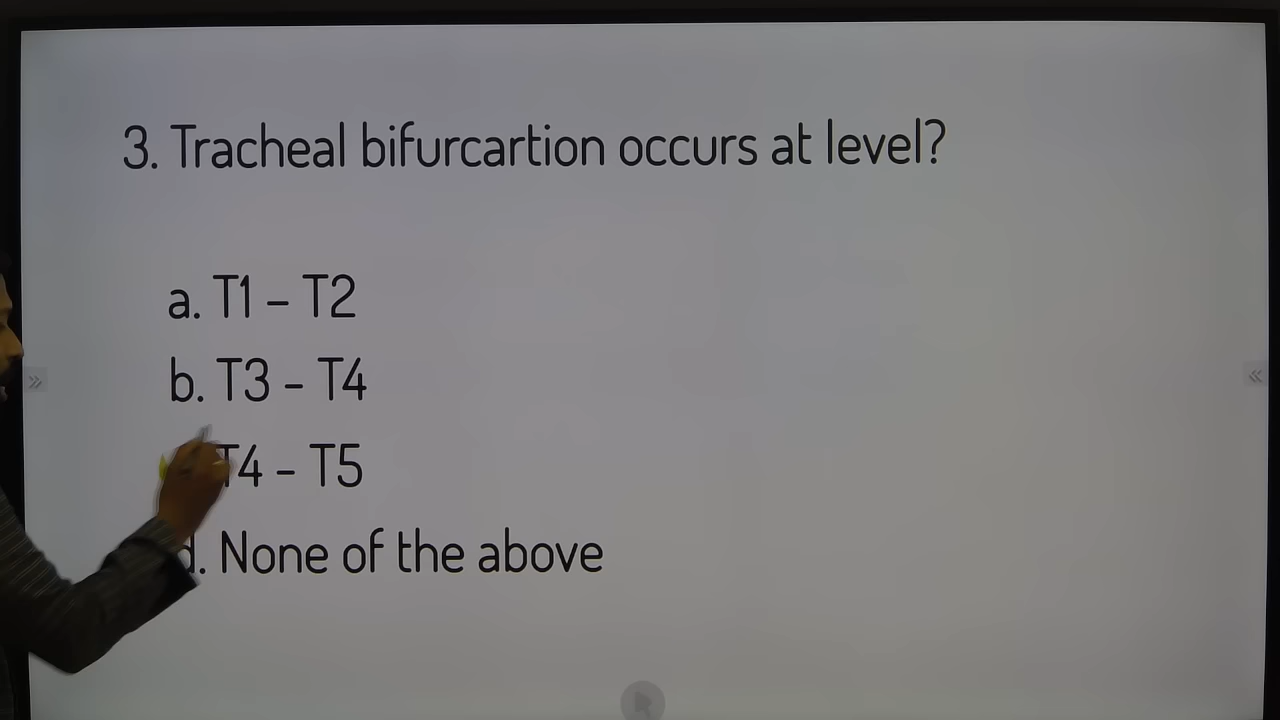 3. Tracheal bifurcartion occurs at level?
a. T1 – T2
b. T3 – T4
T4 – T5
d. None of the above